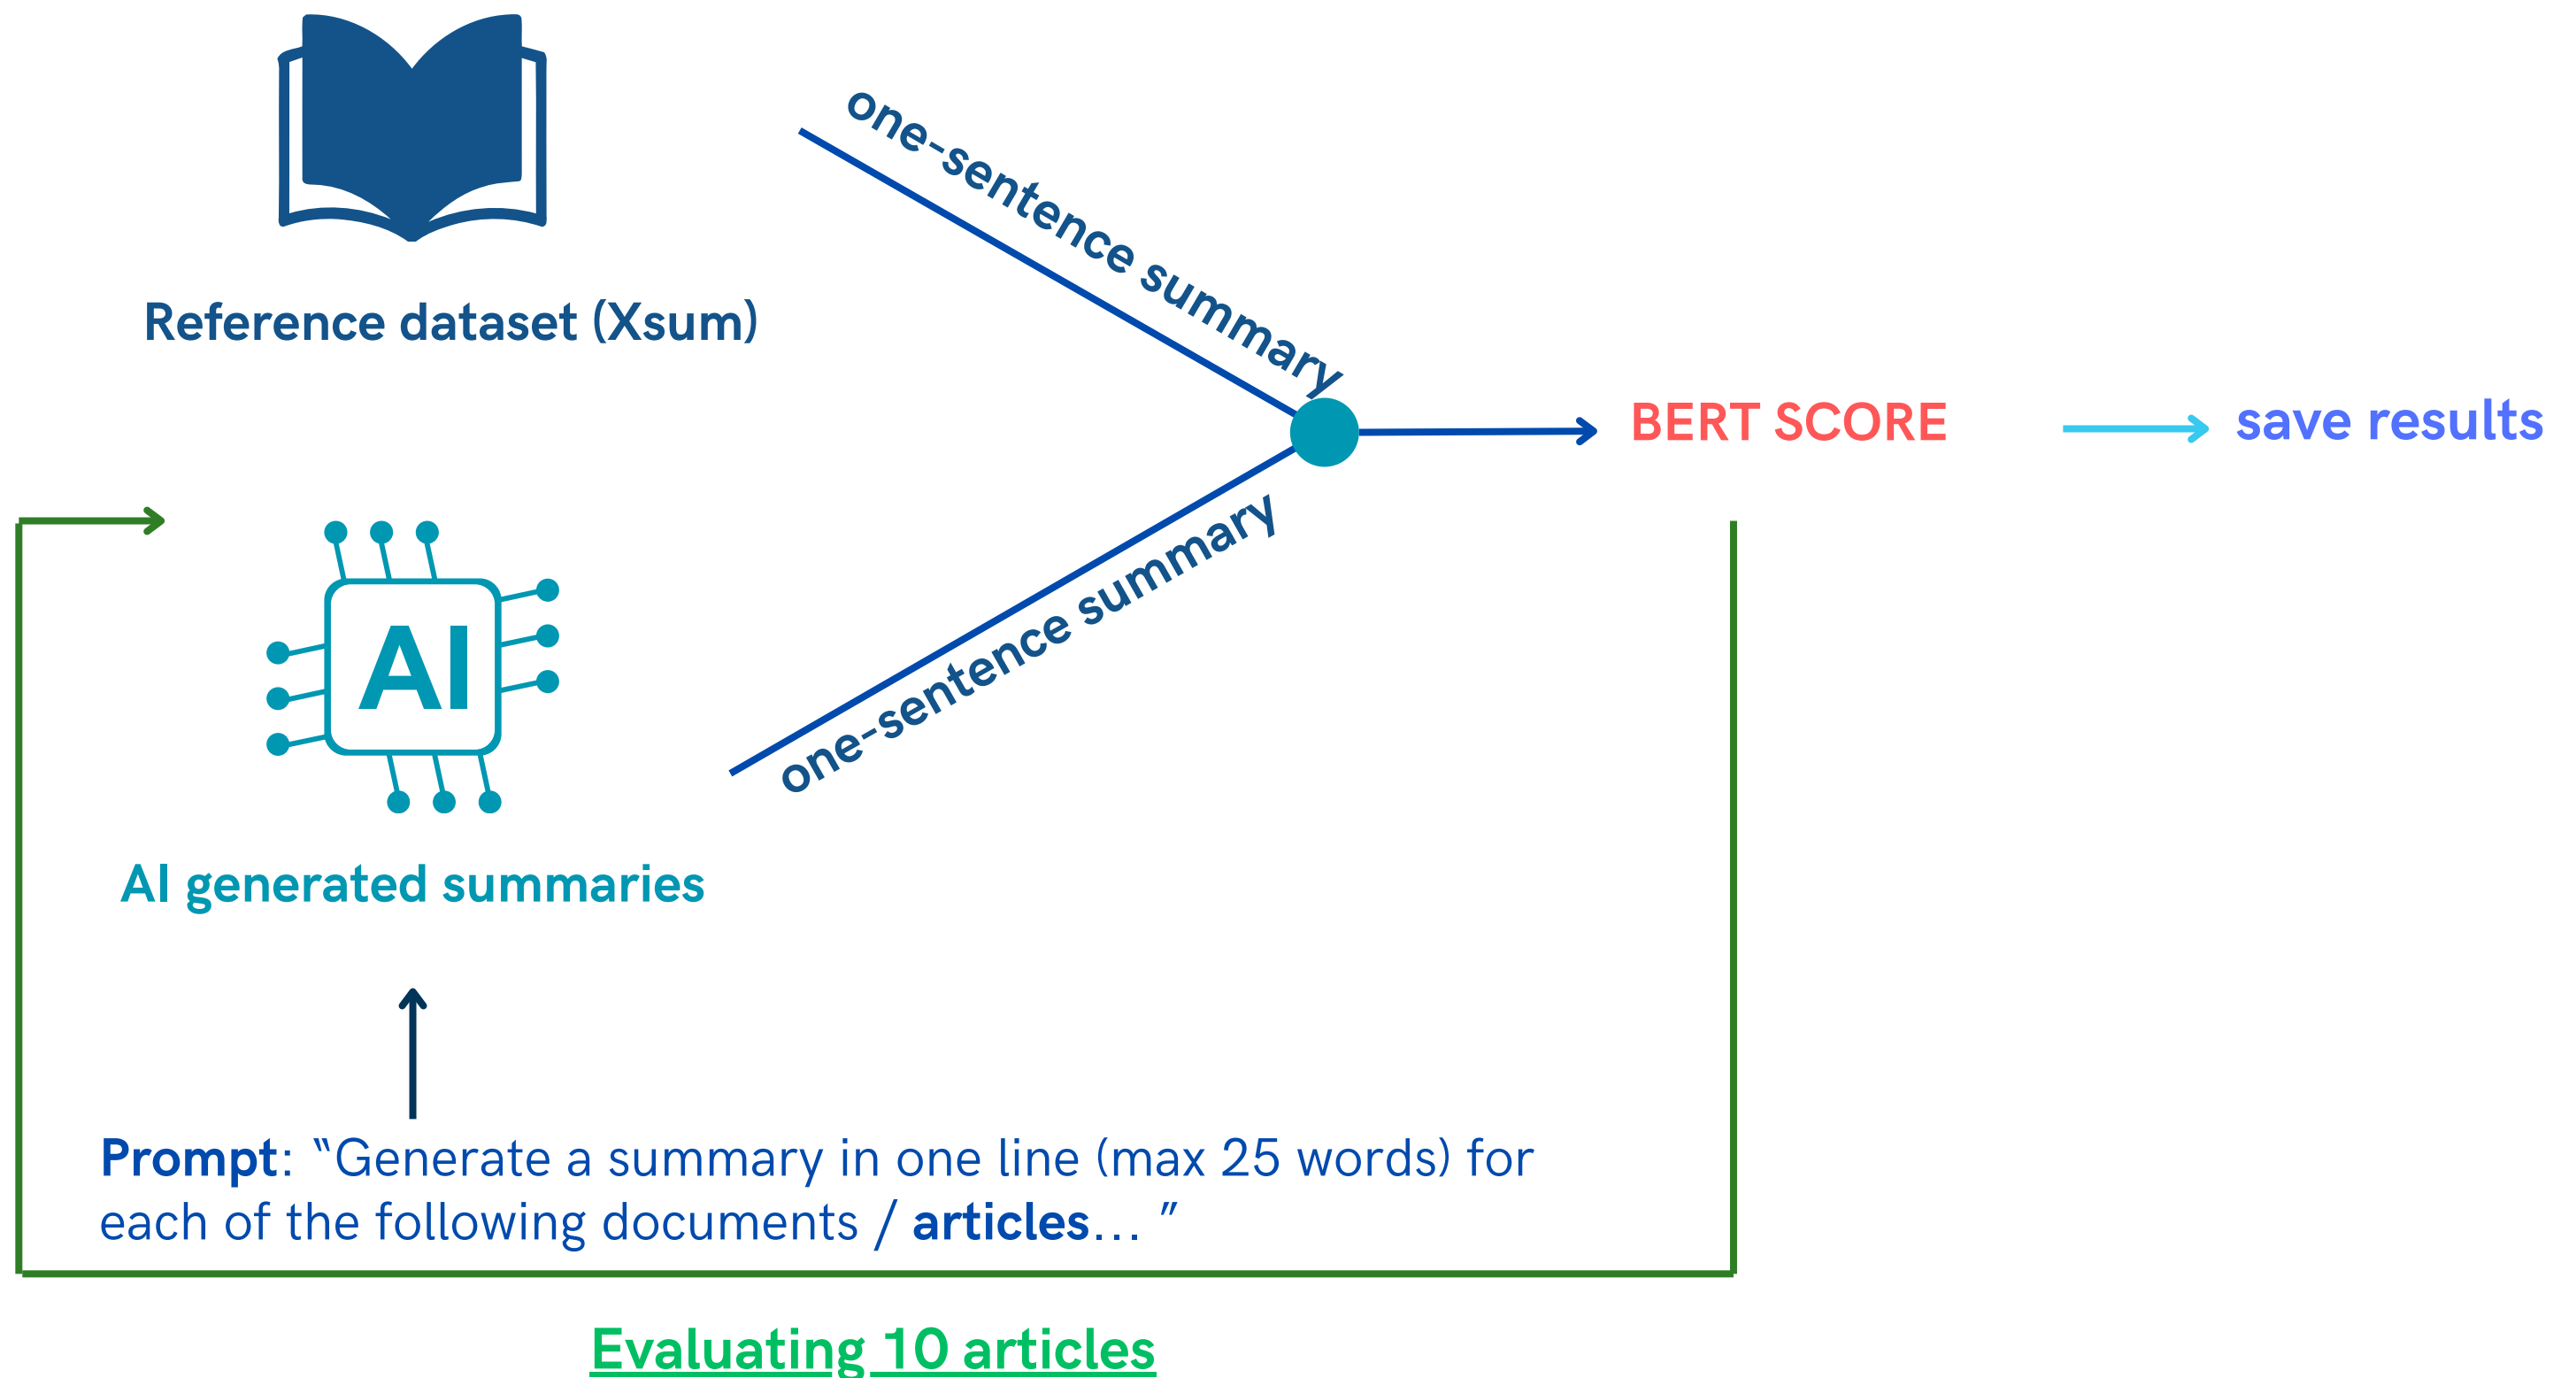 one-sentence summary
Reference dataset (Xsum)
BERT SCORE
save results
one-sentence summary
AI
AI generated summaries
Prompt: “Generate a summary in one line (max 25 words) for
each of the following documents / articles... ”
Evaluating 10 articles